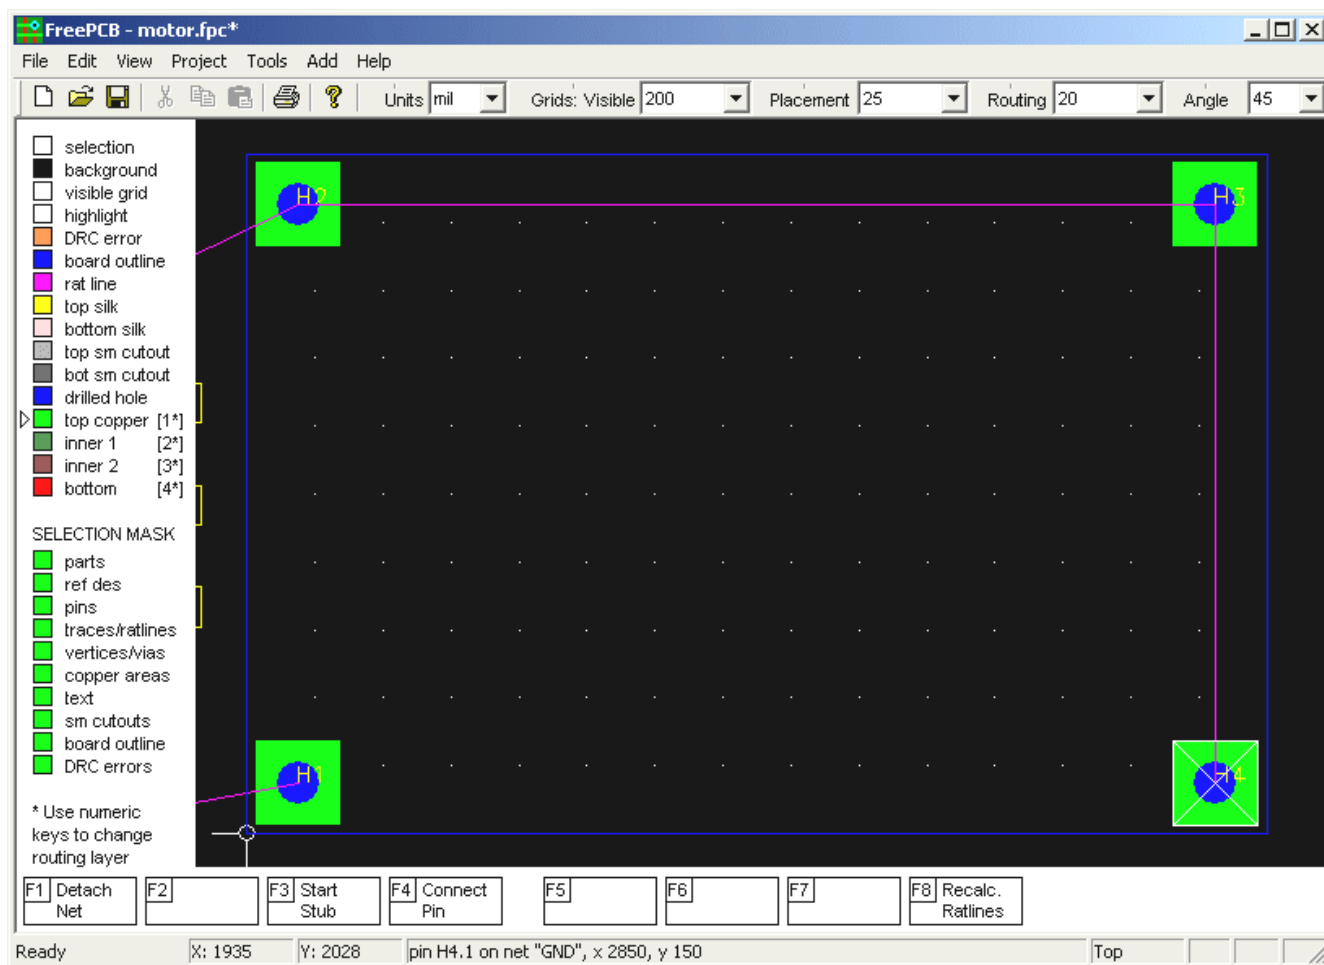 FreePCB - motor.fpc*
File Edit View Project Tools Add Help
Units mil Grids: Visible 200 Placement 25 Routing 20 Angle 45
selection
background
visible grid
highlight
DRC error
board outline
rat line
top silk
bottom silk
top sm cutout
bot sm cutout
drilled hole
top copper [1*]
inner 1 [2*]
inner 2 [3*]
bottom [4*]
SELECTION MASK
parts
ref des
pins
traces/ratlines
vertices/vias
copper areas
text
sm cutouts
board outline
DRC errors
* Use numeric
keys to change
routing layer
H2
H3
H1
H4
F1 Detach Net
F2
F3 Start Stub
F4 Connect Pin
F5
F6
F7
F8 Recalc. Ratlines
Ready X: 1935 Y: 2028 pin H4.1 on net "GND", x 2850, y 150 Top